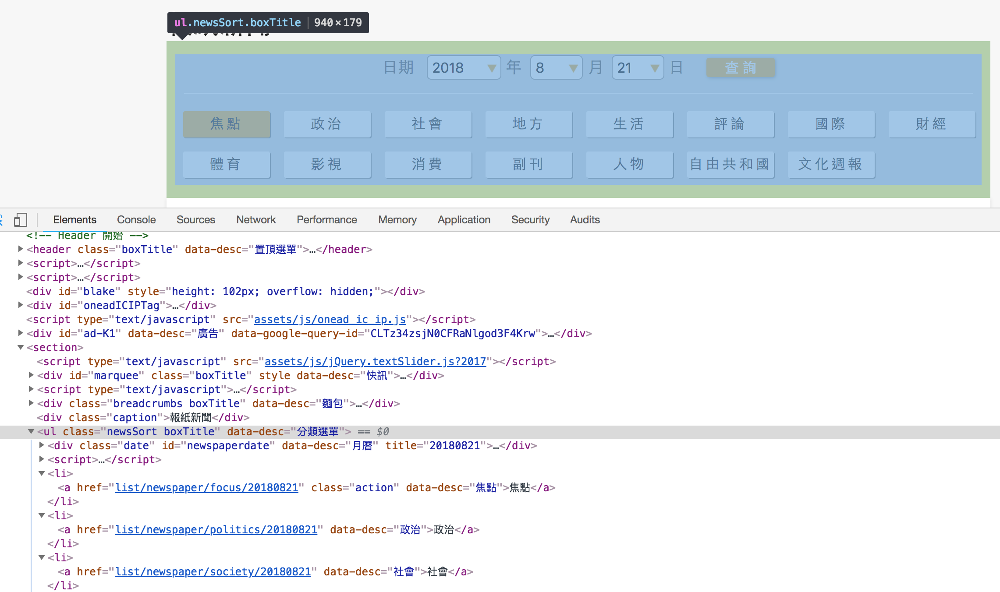 ul.newsSort.boxTitle 940×179
日期 2018 年 8 月 21 日 查詢
焦點 政治 社會 地方 生活 評論 國際 財經
體育 影視 消費 副刊 人物 自由共和國 文化週報
Elements Console Sources Network Performance Memory Application Security Audits
<!-- Header 開始 -->
<header class="boxTitle" data-desc="置頂選單">…</header>
<script>…</script>
<script>…</script>
<div id="blake" style="height: 102px; overflow: hidden;"></div>
<div id="oneadICIPTag">…</div>
<script type="text/javascript" src="assets/js/onead_ic_ip.js"></script>
<div id="ad-K1" data-desc="廣告" data-google-query-id="CLTz34zsjN0CFRaNlgod3F4Krw">…</div>
<section>
<script type="text/javascript" src="assets/js/jQuery.textSlider.js?2017"></script>
<div id="marquee" class="boxTitle" style data-desc="快訊">…</div>
<script type="text/javascript">…</script>
<div class="breadcrumbs boxTitle" data-desc="麵包">…</div>
<div class="caption">報紙新聞</div>
<ul class="newsSort boxTitle" data-desc="分類選單"> == $0
<div class="date" id="newspaperdate" data-desc="月曆" title="20180821">…</div>
<script>…</script>
<li>
<a href="list/newspaper/focus/20180821" class="action" data-desc="焦點">焦點</a>
</li>
<li>
<a href="list/newspaper/politics/20180821" data-desc="政治">政治</a>
</li>
<li>
<a href="list/newspaper/society/20180821" data-desc="社會">社會</a>
</li>